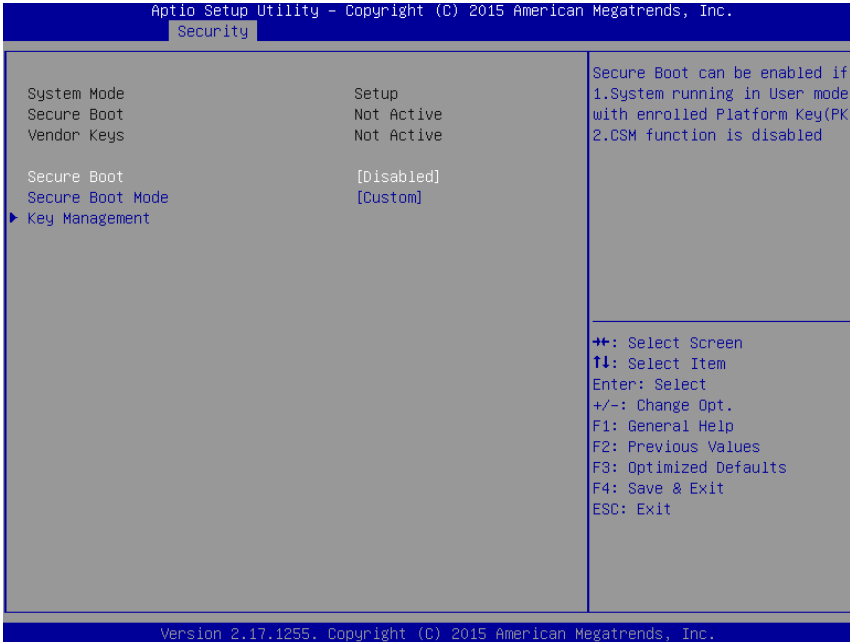 Aptio Setup Utility – Copyright (C) 2015 American Megatrends, Inc.
Security
System Mode Setup
Secure Boot Not Active
Vendor Keys Not Active
Secure Boot [Disabled]
Secure Boot Mode [Custom]
Key Management
Secure Boot can be enabled if
1.System running in User mode
with enrolled Platform Key(PK
2.CSM function is disabled
→←: Select Screen
↑↓: Select Item
Enter: Select
+/-: Change Opt.
F1: General Help
F2: Previous Values
F3: Optimized Defaults
F4: Save & Exit
ESC: Exit
Version 2.17.1255. Copyright (C) 2015 American Megatrends, Inc.